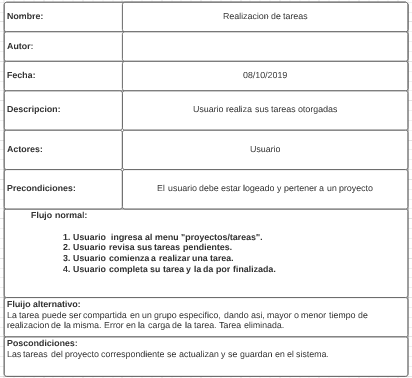 Nombre: Realizacion de tareas
Autor:
Fecha: 08/10/2019
Descripcion: Usuario realiza sus tareas otorgadas
Actores: Usuario
Precondiciones: El usuario debe estar logeado y pertener a un proyecto
Flujo normal:
1. Usuario ingresa al menu "proyectos/tareas".
2. Usuario revisa sus tareas pendientes.
3. Usuario comienza a realizar una tarea.
4. Usuario completa su tarea y la da por finalizada.
Fluijo alternativo:
La tarea puede ser compartida en un grupo especifico, dando asi, mayor o menor tiempo de
realizacion de la misma. Error en la carga de la tarea. Tarea eliminada.
Poscondiciones:
Las tareas del proyecto correspondiente se actualizan y se guardan en el sistema.